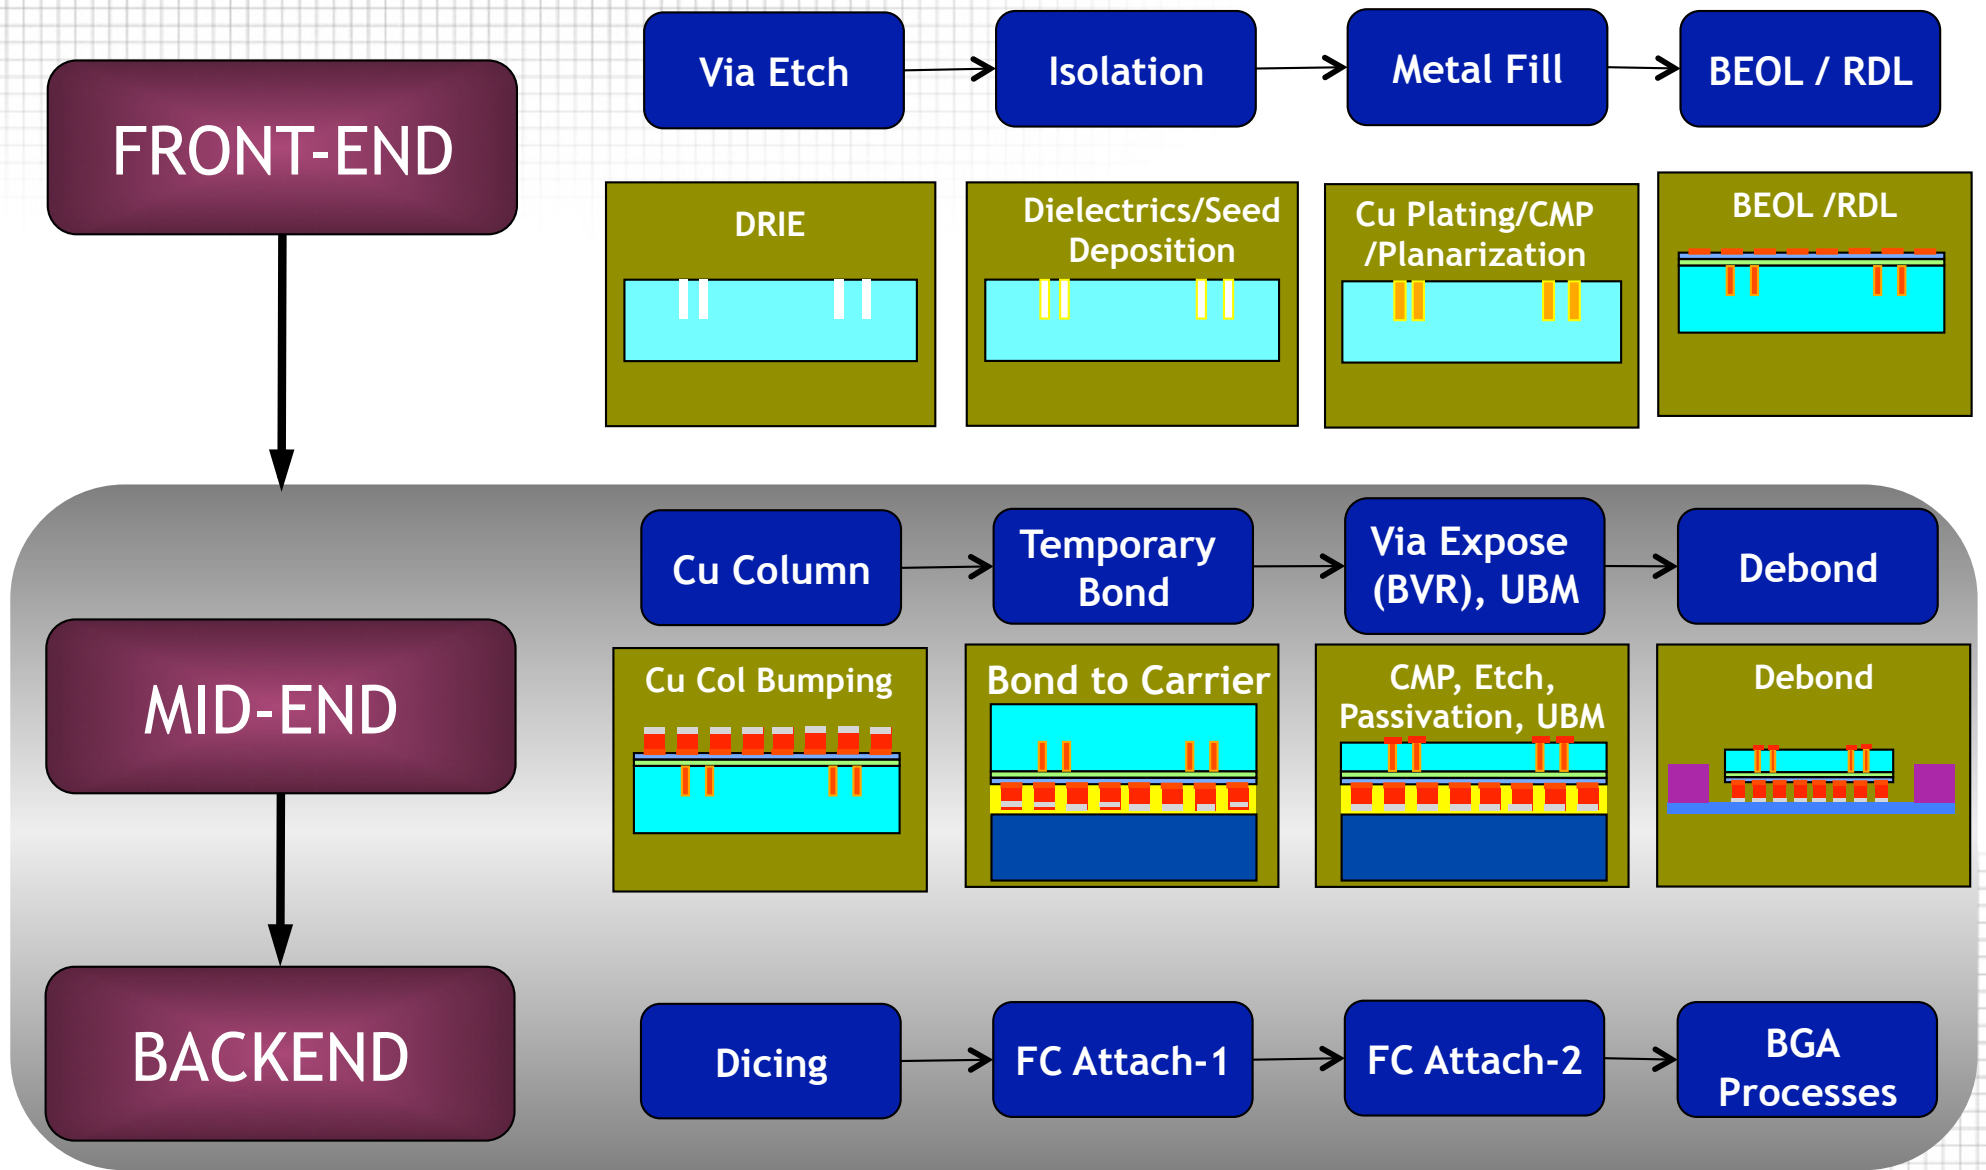 FRONT-END
Via Etch
Isolation
Metal Fill
BEOL / RDL
DRIE
Dielectrics/Seed
Deposition
Cu Plating/CMP
/Planarization
BEOL /RDL
MID-END
Cu Column
Temporary
Bond
Via Expose
(BVR), UBM
Debond
Cu Col Bumping
Bond to Carrier
CMP, Etch,
Passivation, UBM
Debond
BACKEND
Dicing
FC Attach-1
FC Attach-2
BGA
Processes